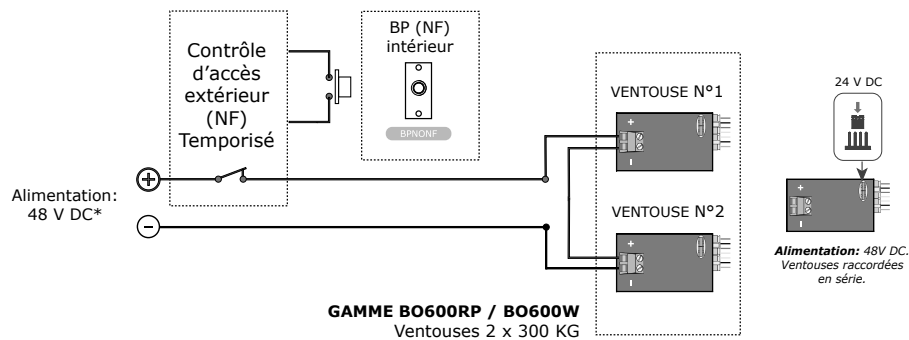 Contrôle
d'accès
extérieur
(NF)
Temporisé
BP (NF)
intérieur
BPNONF
Alimentation:
48 V DC*
+
-
VENTOUSE N°1
+
-
VENTOUSE N°2
+
-
GAMME BO600RP / BO600W
Ventouses 2 x 300 KG
24 V DC
+
-
Alimentation: 48V DC.
Ventouses raccordées
en série.